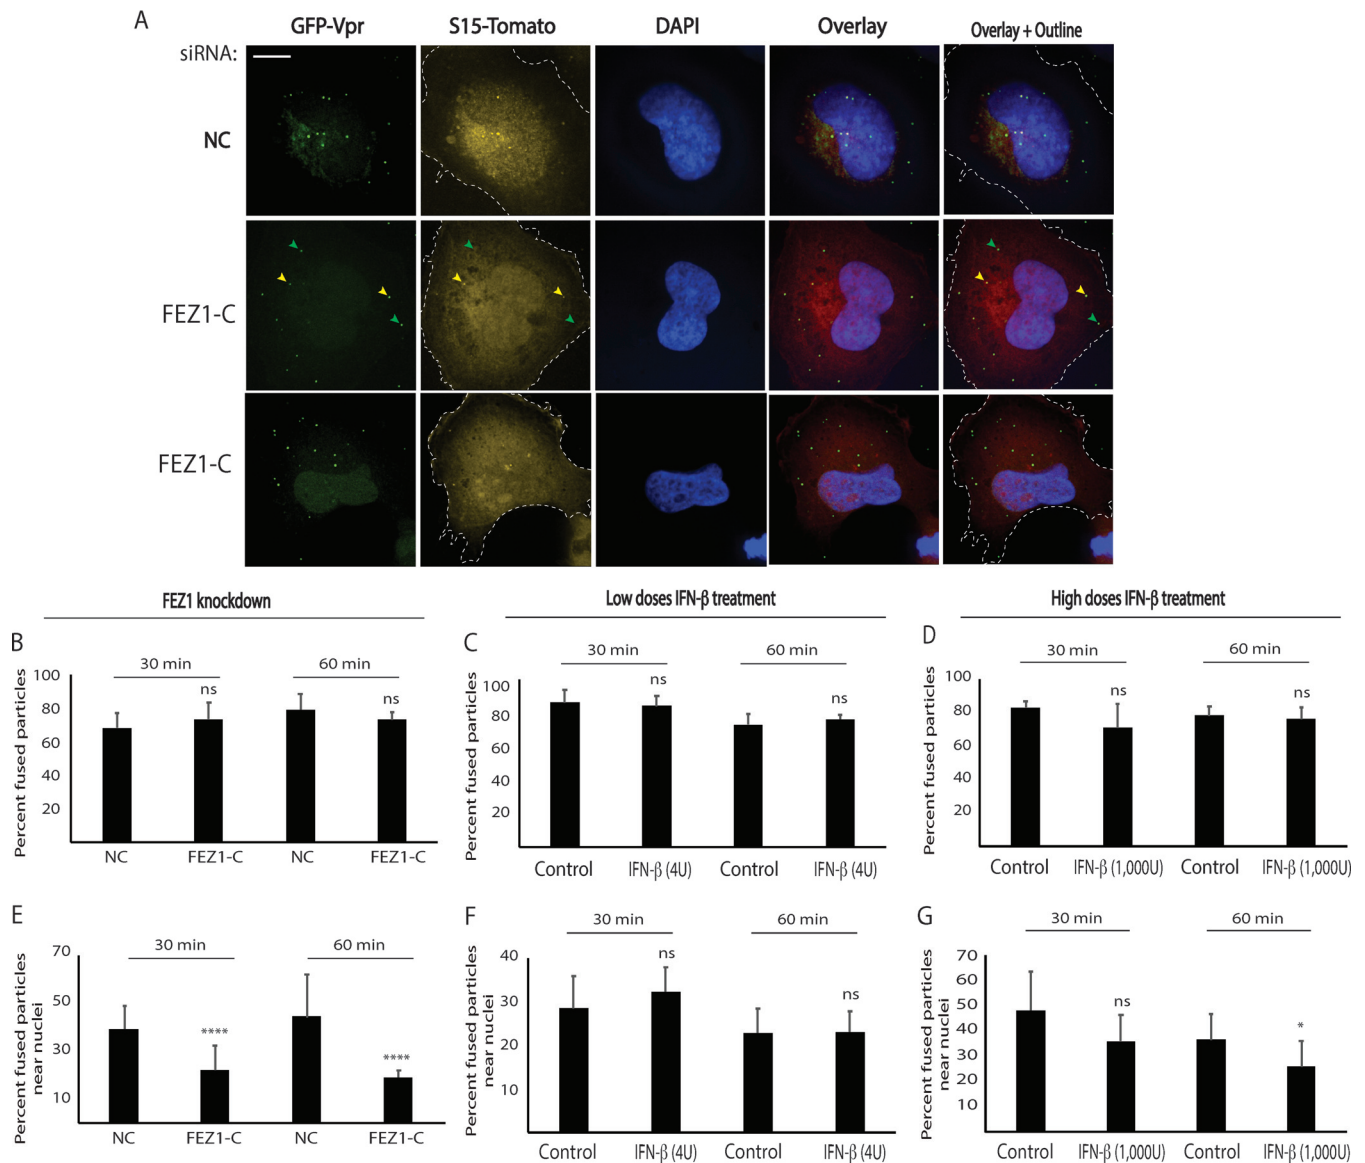 A
GFP-Vpr S15-Tomato DAPI Overlay Overlay + Outline
siRNA:
NC
FEZ1-C
FEZ1-C
FEZ1 knockdown
Low doses IFN-β treatment
High doses IFN-β treatment
B
30 min 60 min
Percent fused particles
100
80
60
40
20
ns ns
NC FEZ1-C NC FEZ1-C
C
30 min 60 min
Percent fused particles
100
80
60
40
20
ns ns
Control IFN-β (4U) Control IFN-β (4U)
D
30 min 60 min
Percent fused particles
100
80
60
40
20
ns ns
Control IFN-β (1,000U) Control IFN-β (1,000U)
E
30 min 60 min
Percent fused particles
near nuclei
70
50
30
10
**** ****
NC FEZ1-C NC FEZ1-C
F
30 min 60 min
Percent fused particles
near nuclei
40
30
20
10
ns ns
Control IFN-β (4U) Control IFN-β (4U)
G
30 min 60 min
Percent fused particles
near nuclei
70
60
50
40
30
20
10
ns *
Control IFN-β (1,000U) Control IFN-β (1,000U)